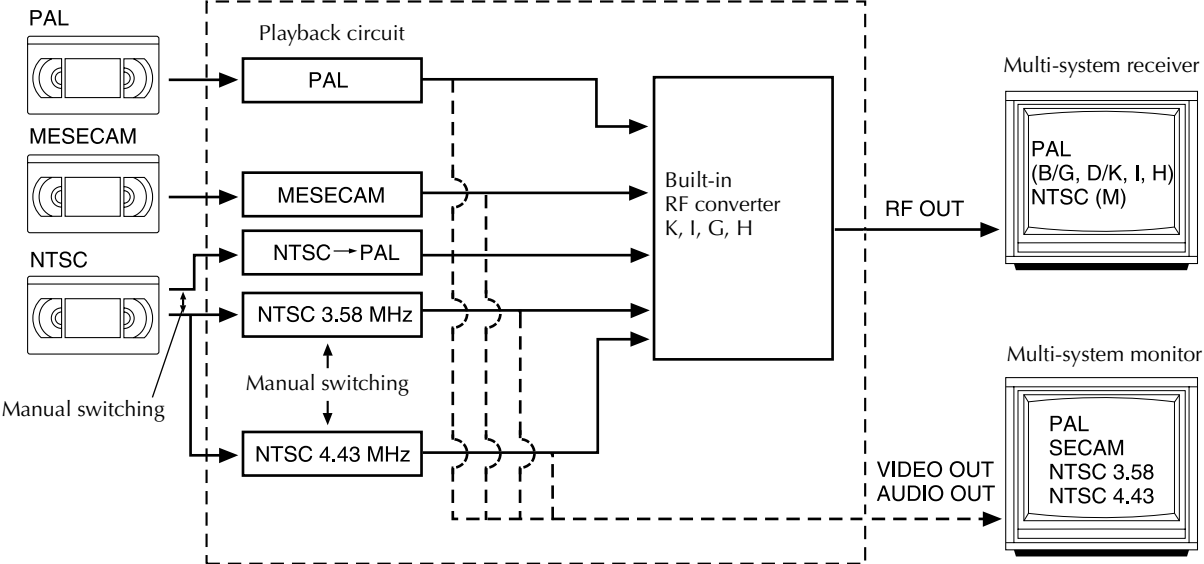 PAL
MESECAM
NTSC
Manual switching
Playback circuit
PAL
MESECAM
NTSC→PAL
NTSC 3.58 MHz
Manual switching
NTSC 4.43 MHz
Built-in
RF converter
K, I, G, H
RF OUT
VIDEO OUT
AUDIO OUT
Multi-system receiver
PAL
(B/G, D/K, I, H)
NTSC (M)
Multi-system monitor
PAL
SECAM
NTSC 3.58
NTSC 4.43